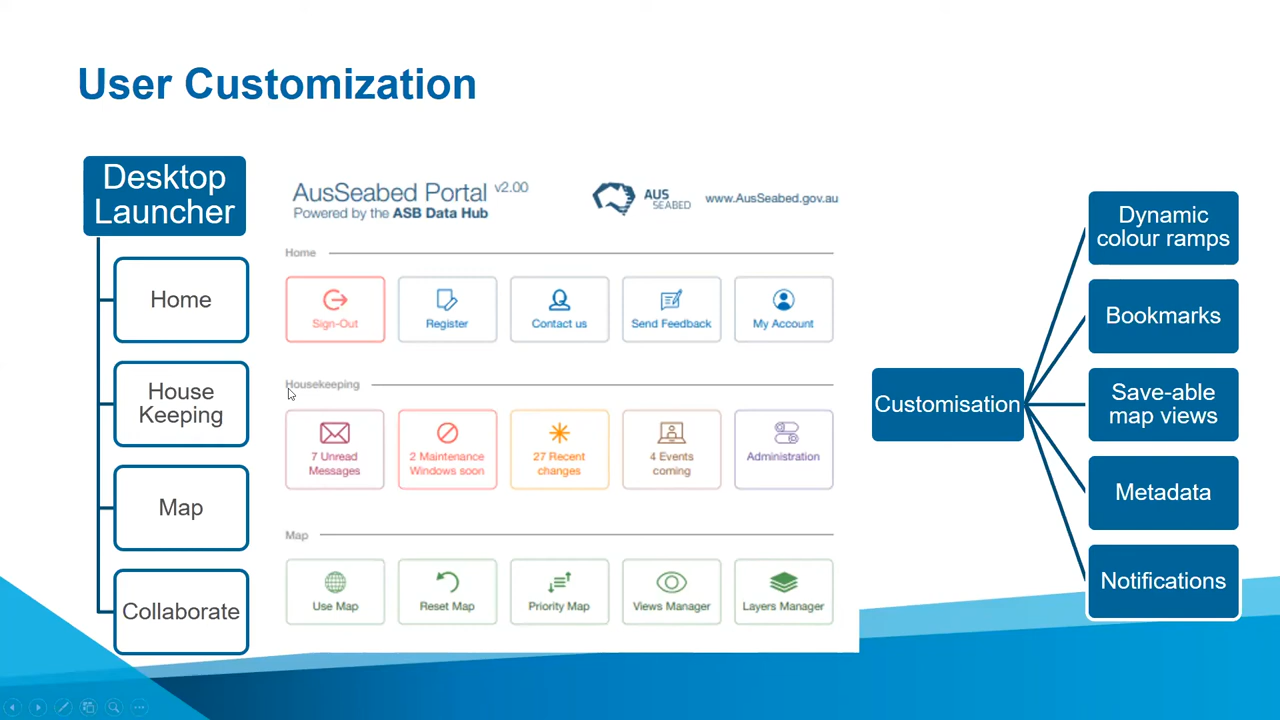 User Customization
Desktop
Launcher
Home
House
Keeping
Map
Collaborate
AusSeabed Portal v2.00
Powered by the ASB Data Hub
AUS
SEABED
www.AusSeabed.gov.au
Home
Sign-Out
Register
Contact us
Send Feedback
My Account
Housekeeping
7 Unread
Messages
2 Maintenance
Windows soon
27 Recent
changes
4 Events
coming
Administration
Map
Use Map
Reset Map
Priority Map
Views Manager
Layers Manager
Customisation
Dynamic
colour ramps
Bookmarks
Save-able
map views
Metadata
Notifications